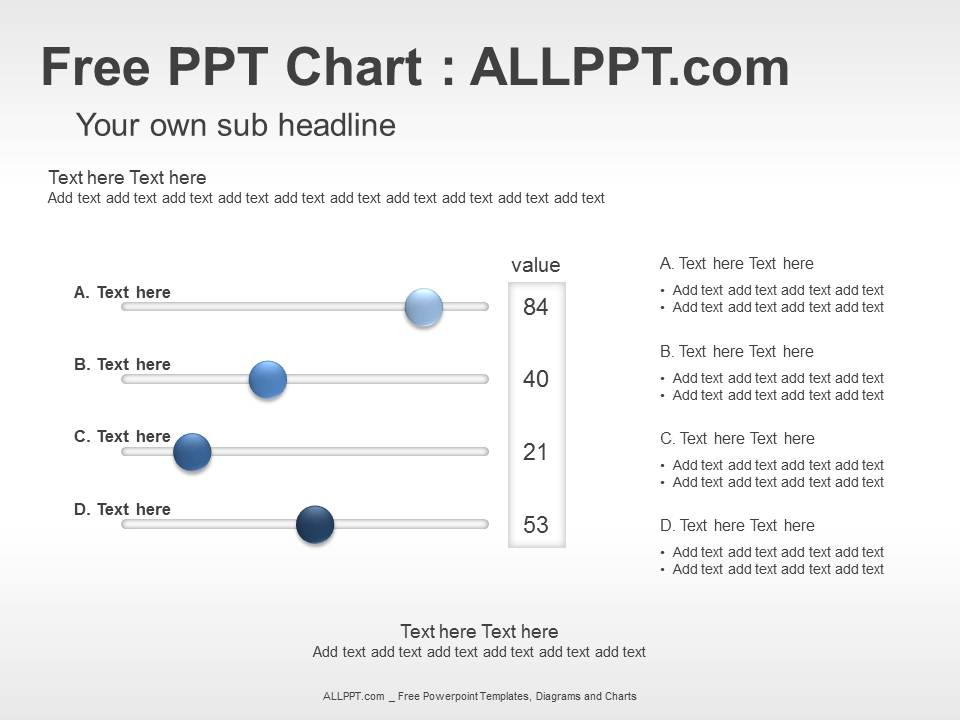 Free PPT Chart : ALLPPT.com
Your own sub headline
Text here Text here
Add text add text add text add text add text add text add text add text add text add text
value
A. Text here
84
B. Text here
40
C. Text here
21
D. Text here
53
A. Text here Text here
• Add text add text add text add text
• Add text add text add text add text
B. Text here Text here
• Add text add text add text add text
• Add text add text add text add text
C. Text here Text here
• Add text add text add text add text
• Add text add text add text add text
D. Text here Text here
• Add text add text add text add text
• Add text add text add text add text
Text here Text here
Add text add text add text add text add text add text
ALLPPT.com _ Free Powerpoint Templates, Diagrams and Charts